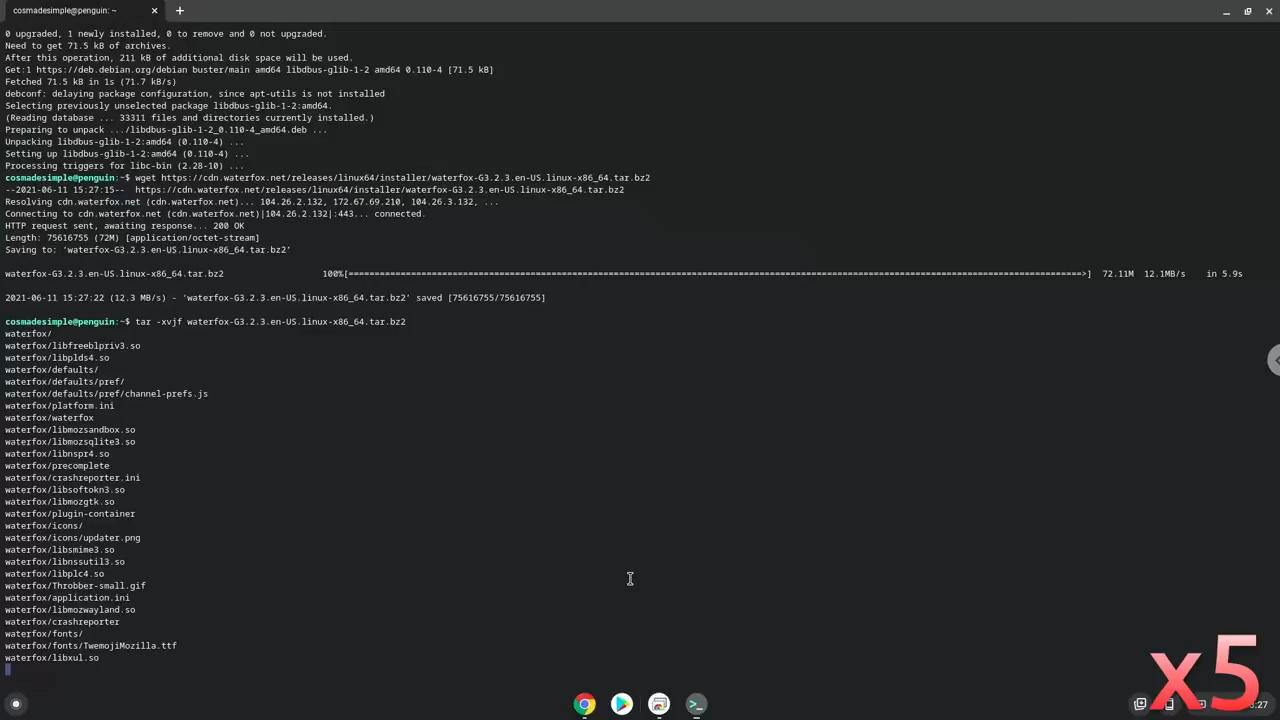 cosmadesimple@penguin: ~
0 upgraded, 1 newly installed, 0 to remove and 0 not upgraded.
Need to get 71.5 kB of archives.
After this operation, 211 kB of additional disk space will be used.
Get:1 https://deb.debian.org/debian buster/main amd64 libdbus-glib-1-2 amd64 0.110-4 [71.5 kB]
Fetched 71.5 kB in 1s (71.7 kB/s)
debconf: delaying package configuration, since apt-utils is not installed
Selecting previously unselected package libdbus-glib-1-2:amd64.
(Reading database ... 33311 files and directories currently installed.)
Preparing to unpack .../libdbus-glib-1-2_0.110-4_amd64.deb ...
Unpacking libdbus-glib-1-2:amd64 (0.110-4) ...
Setting up libdbus-glib-1-2:amd64 (0.110-4) ...
Processing triggers for libc-bin (2.28-10) ...
cosmadesimple@penguin:~$ wget https://cdn.waterfox.net/releases/linux64/installer/waterfox-G3.2.3.en-US.linux-x86_64.tar.bz2
--2021-06-11 15:27:15--  https://cdn.waterfox.net/releases/linux64/installer/waterfox-G3.2.3.en-US.linux-x86_64.tar.bz2
Resolving cdn.waterfox.net (cdn.waterfox.net)... 104.26.2.132, 172.67.69.210, 104.26.3.132, ...
Connecting to cdn.waterfox.net (cdn.waterfox.net)|104.26.2.132|:443... connected.
HTTP request sent, awaiting response... 200 OK
Length: 75616755 (72M) [application/octet-stream]
Saving to: ‘waterfox-G3.2.3.en-US.linux-x86_64.tar.bz2’
waterfox-G3.2.3.en-US.linux-x86_64.tar.bz2 100%[=====================================================================================================================================>] 72.11M 12.1MB/s in 5.9s
2021-06-11 15:27:22 (12.3 MB/s) - ‘waterfox-G3.2.3.en-US.linux-x86_64.tar.bz2’ saved [75616755/75616755]
cosmadesimple@penguin:~$ tar -xvjf waterfox-G3.2.3.en-US.linux-x86_64.tar.bz2
waterfox/
waterfox/libfreeblpriv3.so
waterfox/libplds4.so
waterfox/defaults/
waterfox/defaults/pref/
waterfox/defaults/pref/channel-prefs.js
waterfox/platform.ini
waterfox/waterfox
waterfox/libmozsandbox.so
waterfox/libmozsqlite3.so
waterfox/libnspr4.so
waterfox/precomplete
waterfox/crashreporter.ini
waterfox/libsoftokn3.so
waterfox/libmozgtk.so
waterfox/plugin-container
waterfox/icons/
waterfox/icons/updater.png
waterfox/libsmime3.so
waterfox/libnssutil3.so
waterfox/libplc4.so
waterfox/Throbber-small.gif
waterfox/application.ini
waterfox/libmozwayland.so
waterfox/crashreporter
waterfox/fonts/
waterfox/fonts/TwemojiMozilla.ttf
waterfox/libxul.so
x5